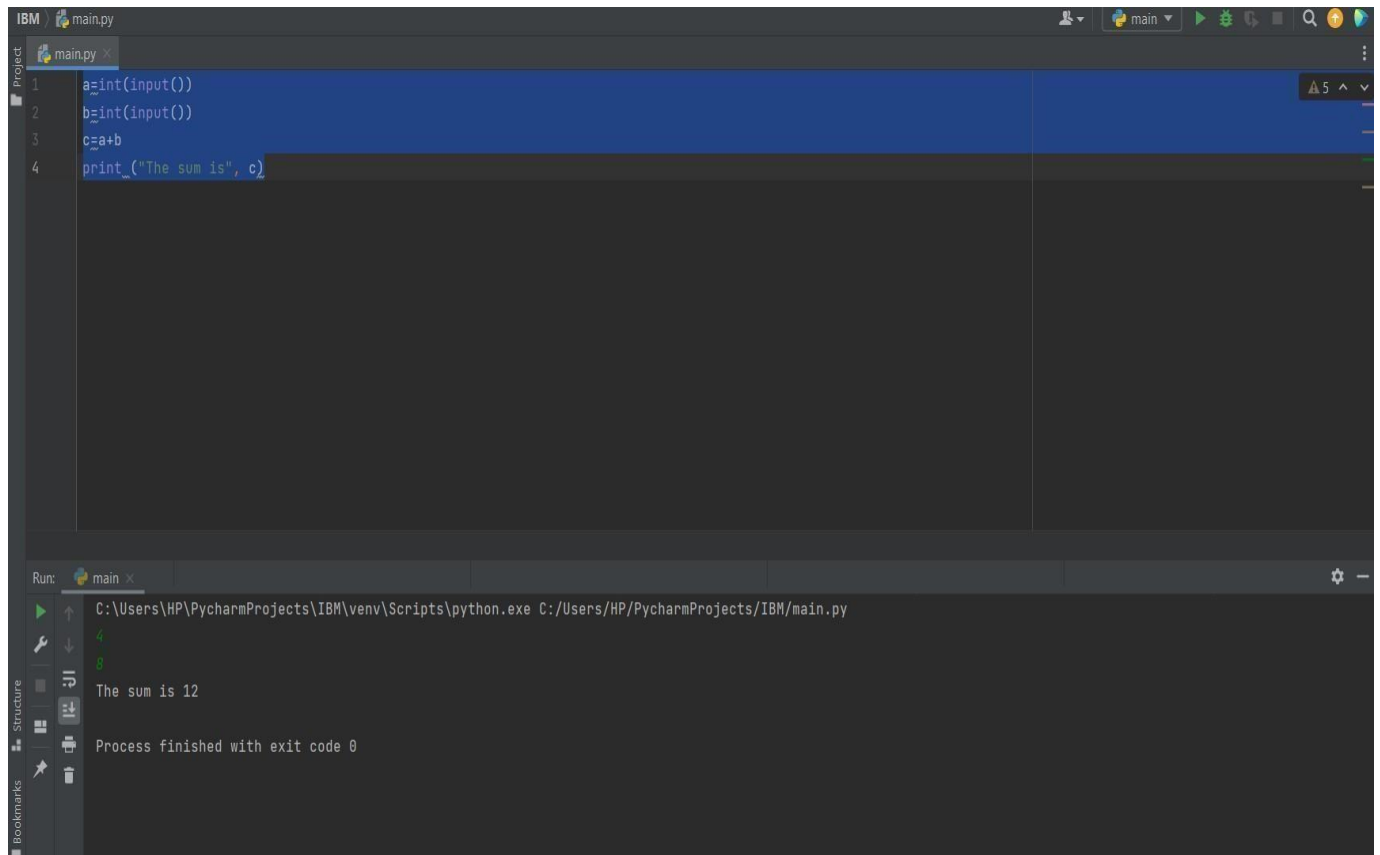 IBM main.py
main
Project
main.py
5
1 a=int(input())
2 b=int(input())
3 c=a+b
4 print ("The sum is", c)
Run: main
C:\Users\HP\PycharmProjects\IBM\venv\Scripts\python.exe C:/Users/HP/PycharmProjects/IBM/main.py
4
8
The sum is 12
Process finished with exit code 0
Structure
Bookmarks